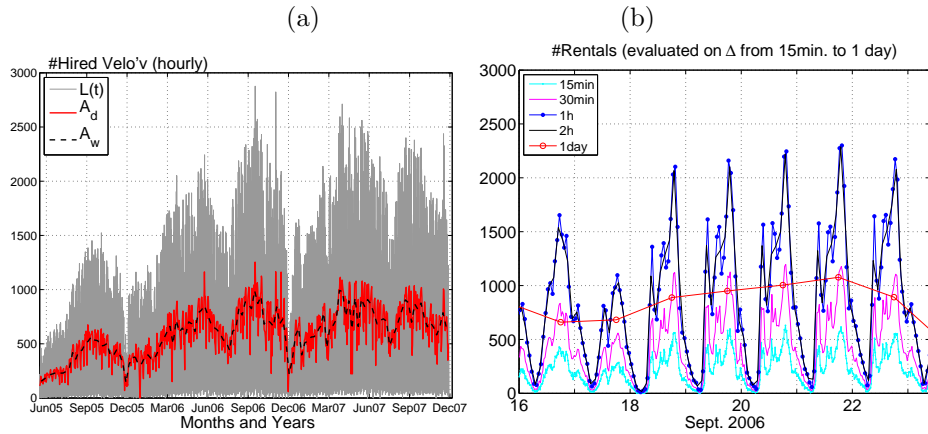 (a)
#Hired Velo'v (hourly)
3000
2500
2000
1500
1000
500
0
L(t)
A_d
A_w
Jun05 Sep05 Dec05 Mar06 Jun06 Sep06 Dec06 Mar07 Jun07 Sep07 Dec07
Months and Years
(b)
#Rentals (evaluated on Δ from 15min. to 1 day)
3000
2500
2000
1500
1000
500
0
15min
30min
1h
2h
1day
16 18 20 22
Sept. 2006